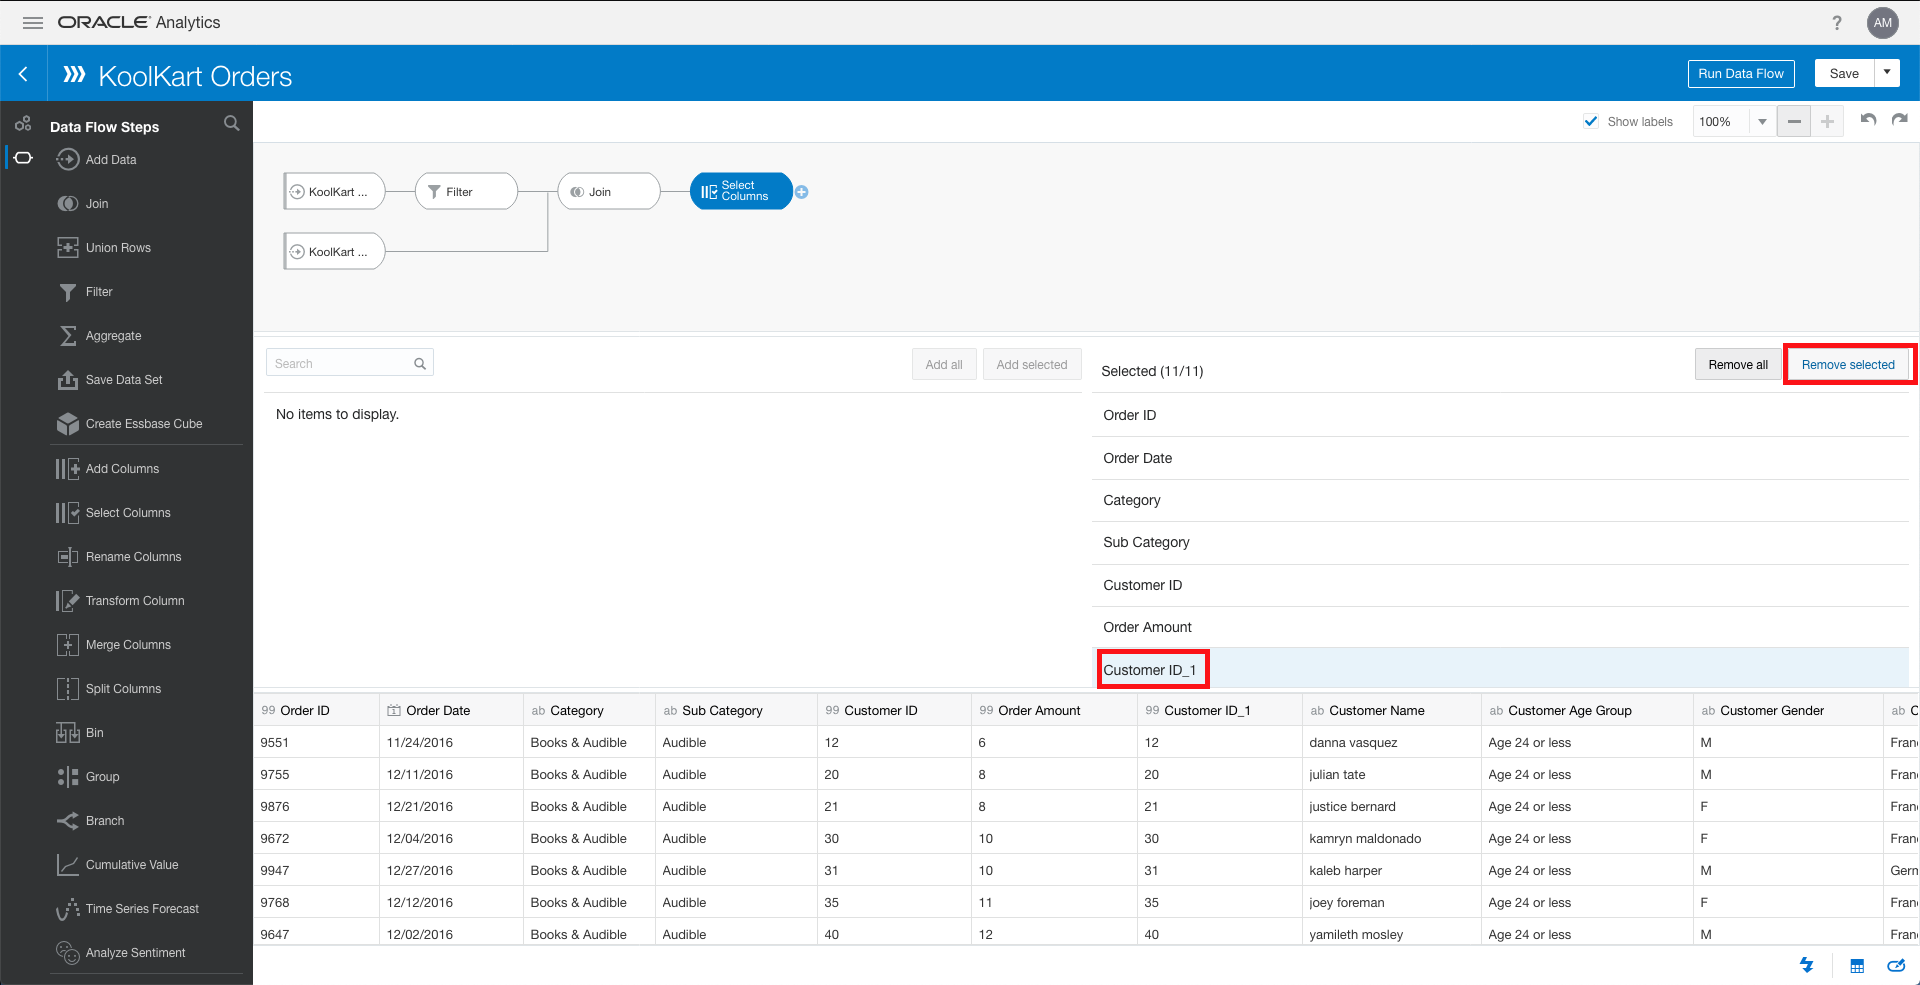 ORACLE Analytics
? AM
KoolKart Orders
Run Data Flow Save
Data Flow Steps
Show labels 100%
Add Data
Join
Union Rows
Filter
Aggregate
Save Data Set
Create Essbase Cube
Add Columns
Select Columns
Rename Columns
Transform Column
Merge Columns
Split Columns
Bin
Group
Branch
Cumulative Value
Time Series Forecast
Analyze Sentiment
KoolKart ... Filter Join Select
Columns
KoolKart ...
Search Add all Add selected
No items to display.
Selected (11/11) Remove all Remove selected
Order ID
Order Date
Category
Sub Category
Customer ID
Order Amount
Customer ID_1
99 Order ID 1 Order Date ab Category ab Sub Category 99 Customer ID 99 Order Amount 99 Customer ID_1 ab Customer Name ab Customer Age Group ab Customer Gender ab
9551 11/24/2016 Books & Audible Audible 12 6 12 danna vasquez Age 24 or less M Fran
9755 12/11/2016 Books & Audible Audible 20 8 20 julian tate Age 24 or less M Fran
9876 12/21/2016 Books & Audible Audible 21 8 21 justice bernard Age 24 or less F Fran
9672 12/04/2016 Books & Audible Audible 30 10 30 kamryn maldonado Age 24 or less F Fran
9947 12/27/2016 Books & Audible Audible 31 10 31 kaleb harper Age 24 or less M Germ
9768 12/12/2016 Books & Audible Audible 35 11 35 joey foreman Age 24 or less F Fran
9647 12/02/2016 Books & Audible Audible 40 12 40 yamileth mosley Age 24 or less M Fran